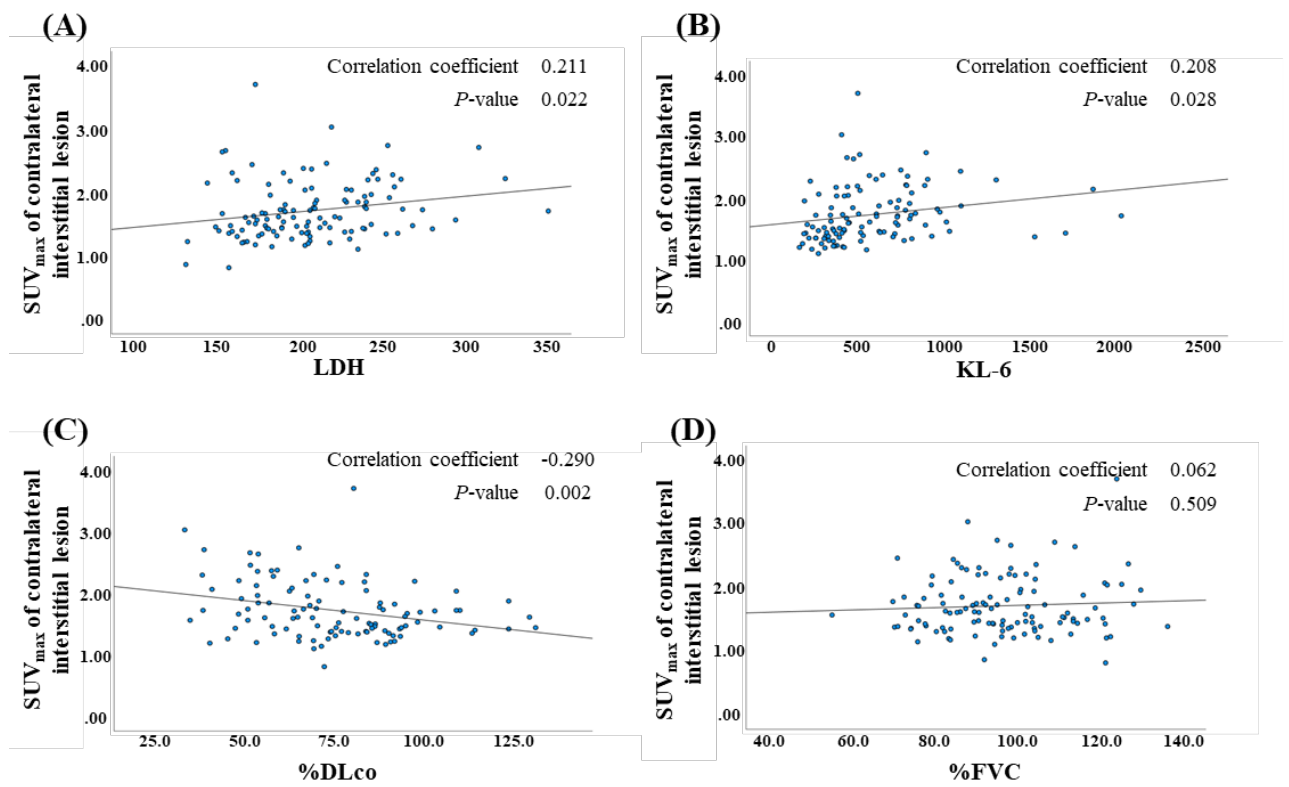 (A)
SUVmax of contralateral
interstitial lesion
4.00
3.00
2.00
1.00
.00
Correlation coefficient 0.211
P-value 0.022
100 150 200 250 300 350
LDH
(B)
SUVmax of contralateral
interstitial lesion
4.00
3.00
2.00
1.00
.00
Correlation coefficient 0.208
P-value 0.028
0 500 1000 1500 2000 2500
KL-6
(C)
SUVmax of contralateral
interstitial lesion
4.00
3.00
2.00
1.00
.00
Correlation coefficient -0.290
P-value 0.002
25.0 50.0 75.0 100.0 125.0
%DLco
(D)
SUVmax of contralateral
interstitial lesion
4.00
3.00
2.00
1.00
.00
Correlation coefficient 0.062
P-value 0.509
40.0 60.0 80.0 100.0 120.0 140.0
%FVC